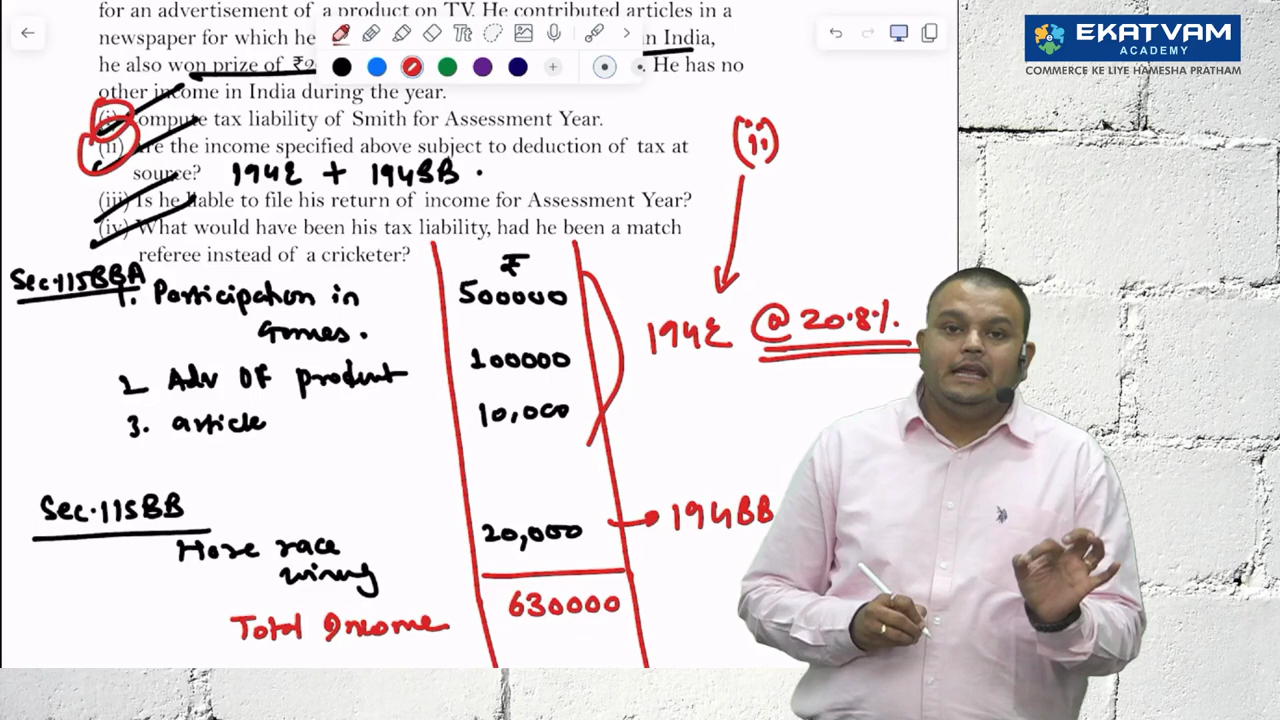 for an advertisement of a product on TV. He contributed articles in a
newspaper for which he in India,
he also won prize of ₹ He has no
other income in India during the year.
(i) Compute tax liability of Smith for Assessment Year.
(ii) Are the income specified above subject to deduction of tax at
source? 194E + 194BB.
(iii) Is he liable to file his return of income for Assessment Year?
(iv) What would have been his tax liability, had he been a match
referee instead of a cricketer?
Sec.115BBA ₹
1. Participation in 500000
Games.
2 Adv Of product 100000
3. article 10,000
Sec.115BB
Horse race 20,000
wining
Total Income 630000
(ii)
194E @ 20.8%.
194BB
Tt
EKATVAM
ACADEMY
COMMERCE KE LIYE HAMESHA PRATHAM